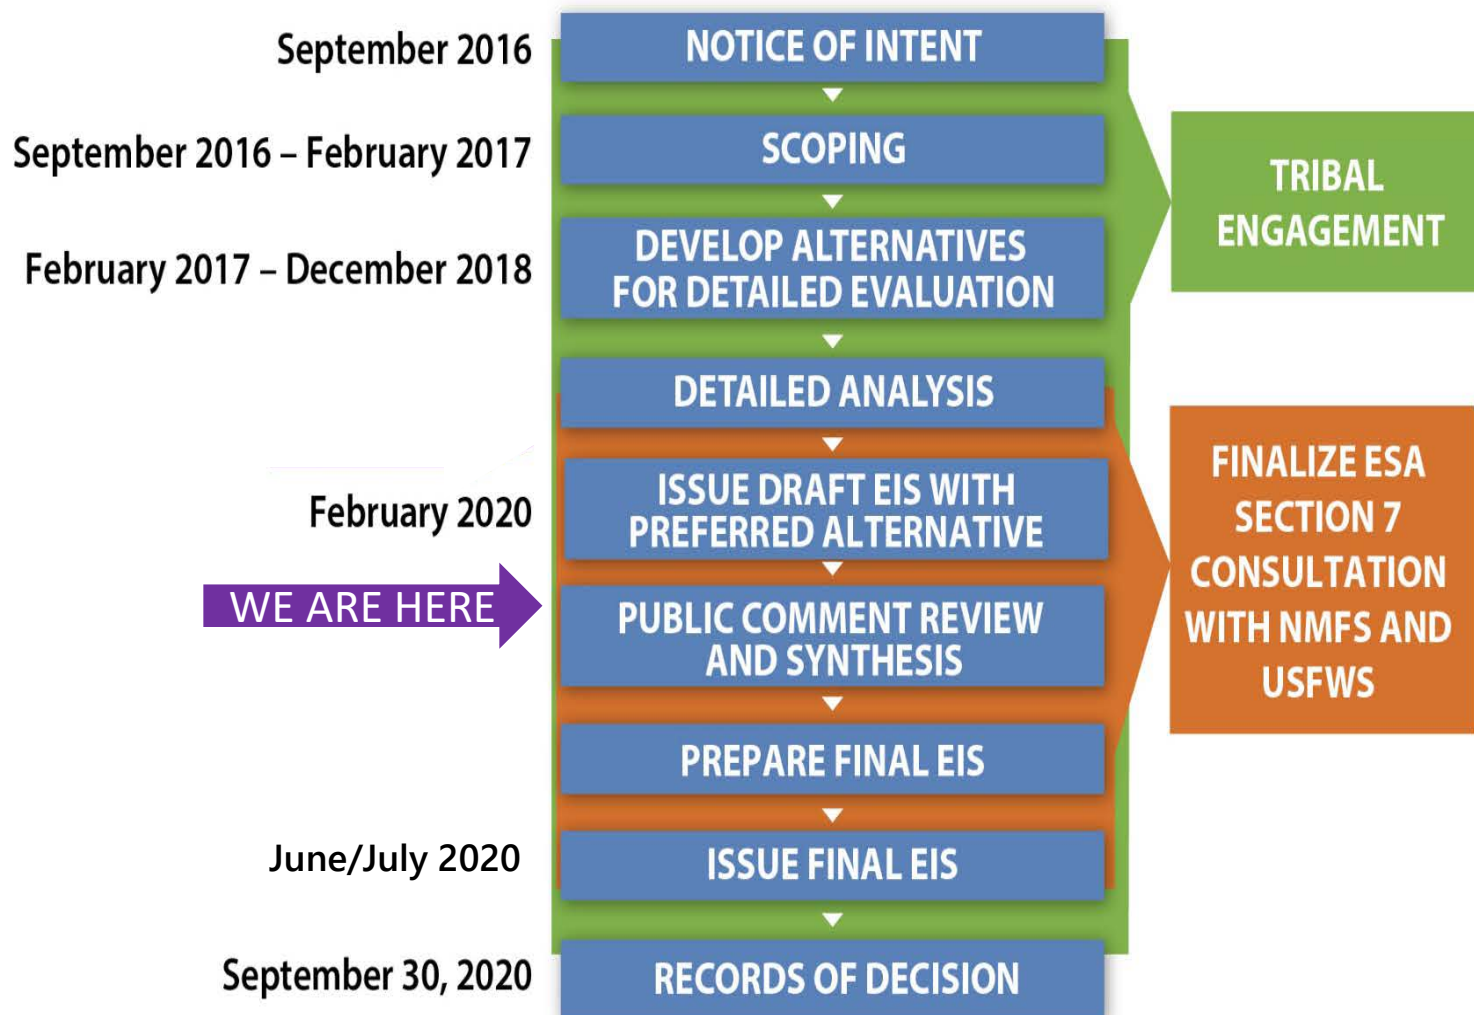 September 2016
NOTICE OF INTENT
September 2016 – February 2017
SCOPING
February 2017 – December 2018
DEVELOP ALTERNATIVES
FOR DETAILED EVALUATION
TRIBAL
ENGAGEMENT
DETAILED ANALYSIS
February 2020
ISSUE DRAFT EIS WITH
PREFERRED ALTERNATIVE
WE ARE HERE
PUBLIC COMMENT REVIEW
AND SYNTHESIS
PREPARE FINAL EIS
June/July 2020
ISSUE FINAL EIS
FINALIZE ESA
SECTION 7
CONSULTATION
WITH NMFS AND
USFWS
September 30, 2020
RECORDS OF DECISION